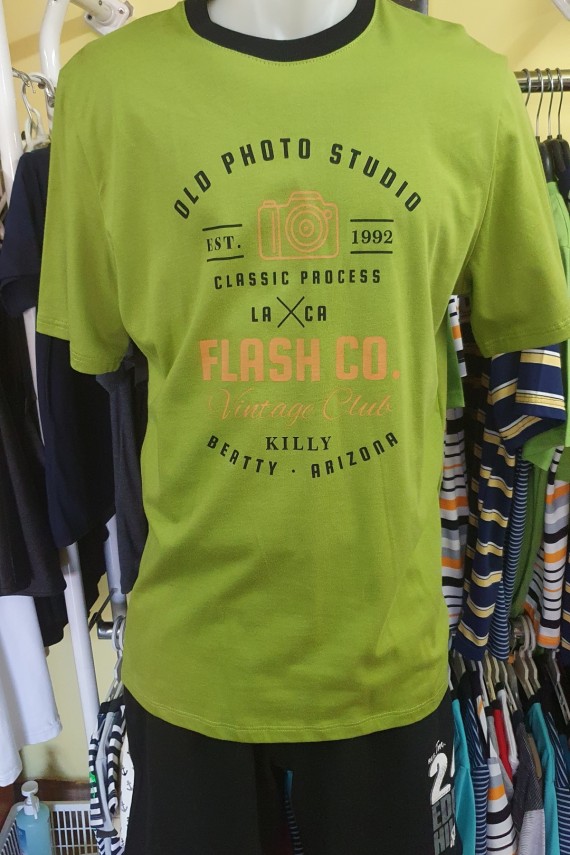 OLD PHOTO STUDIO
EST. 1992
CLASSIC PROCESS
LA CA
FLASH CO.
Vintage Club
KILLY
BEATTY · ARIZONA